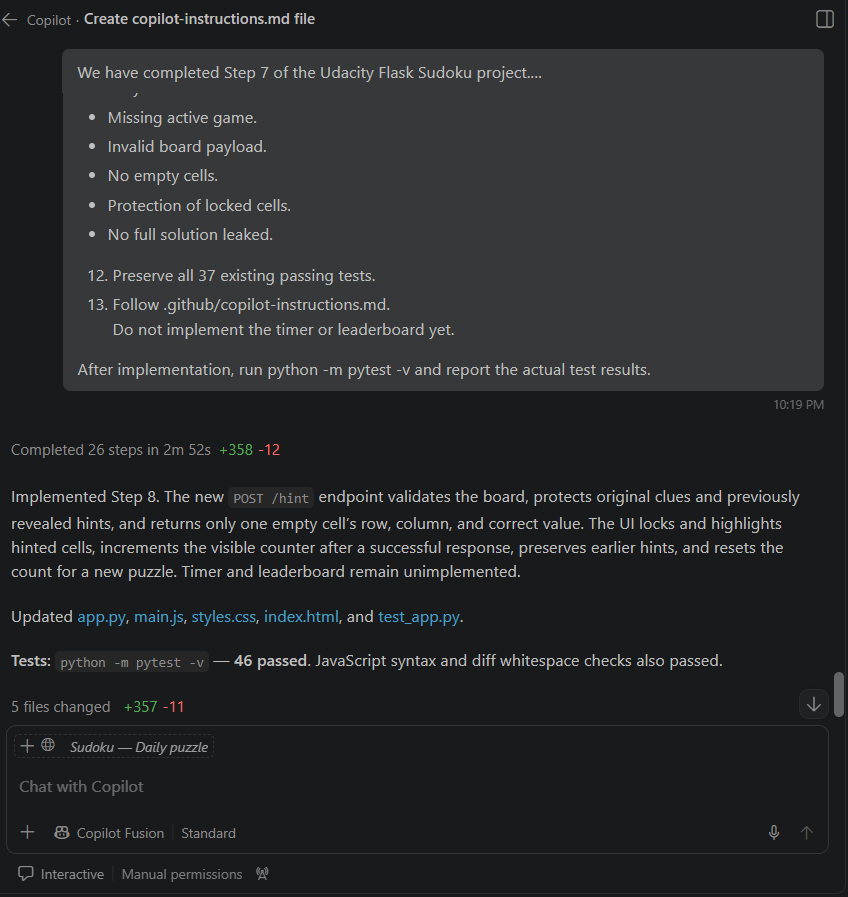 Copilot · Create copilot-instructions.md file
We have completed Step 7 of the Udacity Flask Sudoku project....
• Missing active game.
• Invalid board payload.
• No empty cells.
• Protection of locked cells.
• No full solution leaked.
12. Preserve all 37 existing passing tests.
13. Follow .github/copilot-instructions.md.
Do not implement the timer or leaderboard yet.
After implementation, run python -m pytest -v and report the actual test results.
10:19 PM
Completed 26 steps in 2m 52s +358 -12
Implemented Step 8. The new POST /hint endpoint validates the board, protects original clues and previously
revealed hints, and returns only one empty cell's row, column, and correct value. The UI locks and highlights
hinted cells, increments the visible counter after a successful response, preserves earlier hints, and resets the
count for a new puzzle. Timer and leaderboard remain unimplemented.
Updated app.py, main.js, styles.css, index.html, and test_app.py.
Tests: python -m pytest -v — 46 passed. JavaScript syntax and diff whitespace checks also passed.
5 files changed +357 -11
Sudoku — Daily puzzle
Chat with Copilot
Copilot Fusion Standard
Interactive Manual permissions